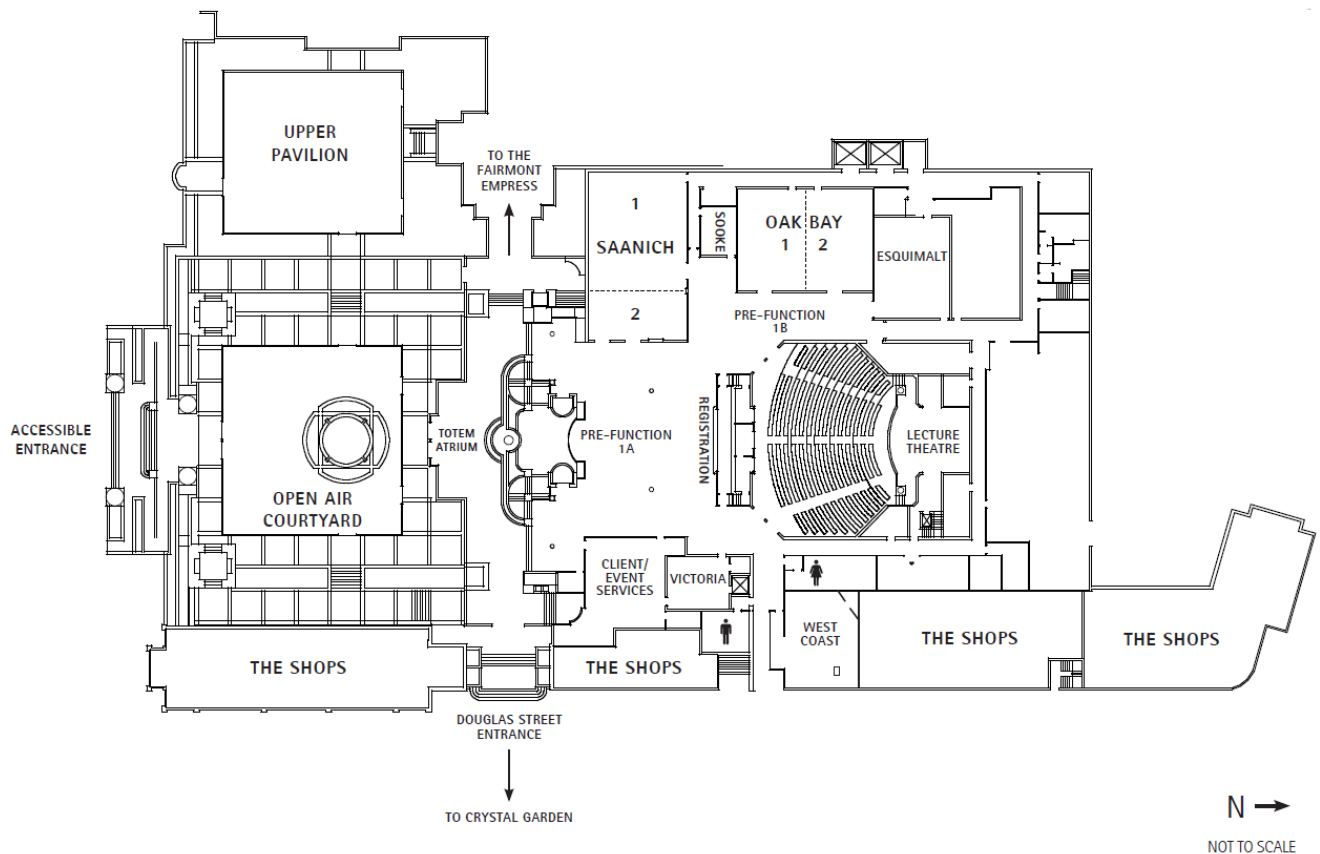 UPPER
PAVILION
TO THE
FAIRMONT
EMPRESS
1
SAANICH
2
SOOKE
OAK BAY
1 2
ESQUIMALT
PRE-FUNCTION
1B
ACCESSIBLE
ENTRANCE
OPEN AIR
COURTYARD
TOTEM
ATRIUM
PRE-FUNCTION
1A
REGISTRATION
LECTURE
THEATRE
CLIENT/
EVENT
SERVICES
VICTORIA
WEST
COAST
THE SHOPS
THE SHOPS
THE SHOPS
THE SHOPS
DOUGLAS STREET
ENTRANCE
TO CRYSTAL GARDEN
N
NOT TO SCALE